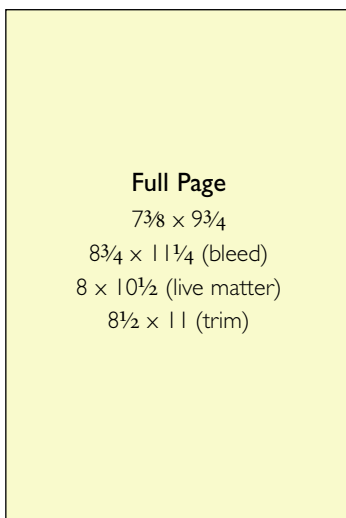 Full Page
7⅜ x 9¾
8¾ x 11¼ (bleed)
8 x 10½ (live matter)
8½ x 11 (trim)